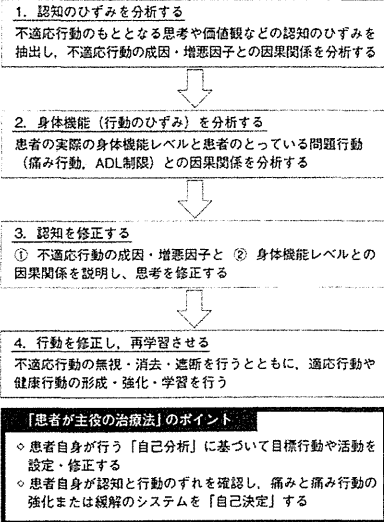 1. 認知のひずみを分析する
不適応行動のもととなる思考や価値観などの認知のひずみを
抽出し，不適応行動の成因・増悪因子との因果関係を分析する
2. 身体機能（行動のひずみ）を分析する
患者の実際の身体機能レベルと患者のとっている問題行動
（痛み行動，ADL制限）との因果関係を分析する
3. 認知を修正する
① 不適応行動の成因・増悪因子と ② 身体機能レベルとの
因果関係を説明し、思考を修正する
4. 行動を修正し，再学習させる
不適応行動の無視・消去・遮断を行うとともに，適応行動や
健康行動の形成・強化・学習を行う
「患者が主役の治療法」のポイント
◇ 患者自身が行う「自己分析」に基づいて目標行動や活動を
設定・修正する
◇ 患者自身が認知と行動のずれを確認し，痛みと痛み行動の
強化または緩解のシステムを「自己決定」する